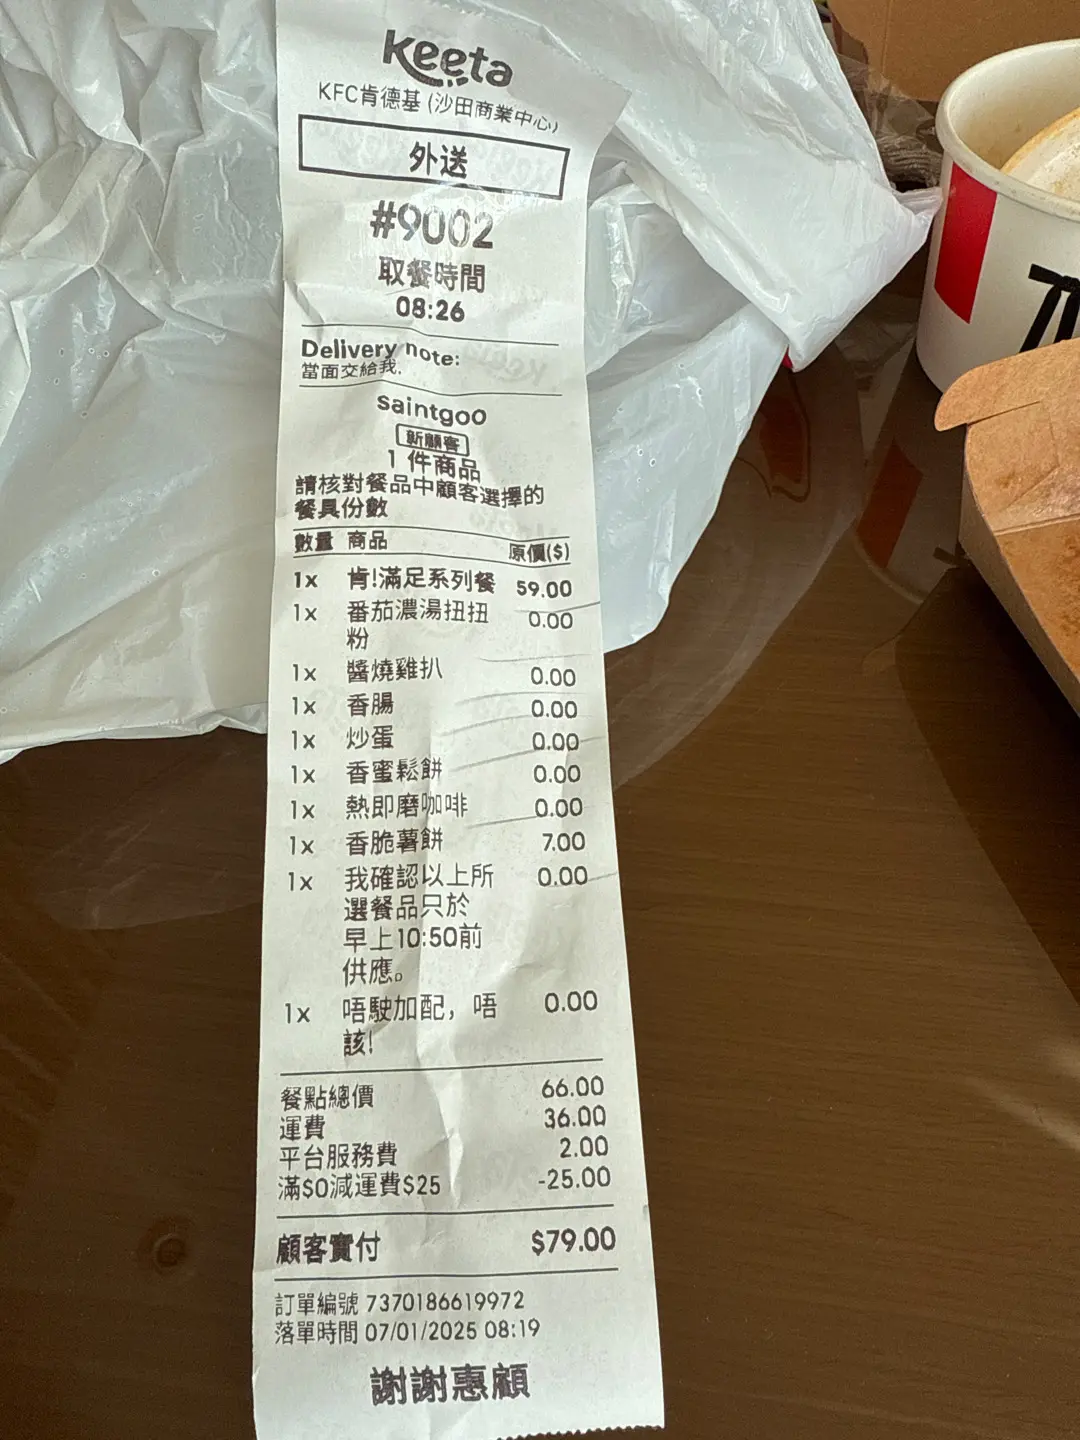 Keeta
KFC肯德基 (沙田商業中心)
外送
#9002
取餐時間
08:26
Delivery note:
當面交給我.
saintgoo
新顧客
1 件商品
請核對餐品中顧客選擇的
餐具份數
數量 商品 原價($)
1x 肯!滿足系列餐 59.00
1x 番茄濃湯扭扭 0.00
粉
1x 醬燒雞扒 0.00
1x 香腸 0.00
1x 炒蛋 0.00
1x 香蜜鬆餅 0.00
1x 熱即磨咖啡 0.00
1x 香脆薯餅 7.00
1x 我確認以上所 0.00
選餐品只於
早上10:50前
供應。
1x 唔駛加配，唔 0.00
該!
餐點總價 66.00
運費 36.00
平台服務費 2.00
滿$0減運費$25 -25.00
顧客實付 $79.00
訂單編號 7370186619972
落單時間 07/01/2025 08:19
謝謝惠顧